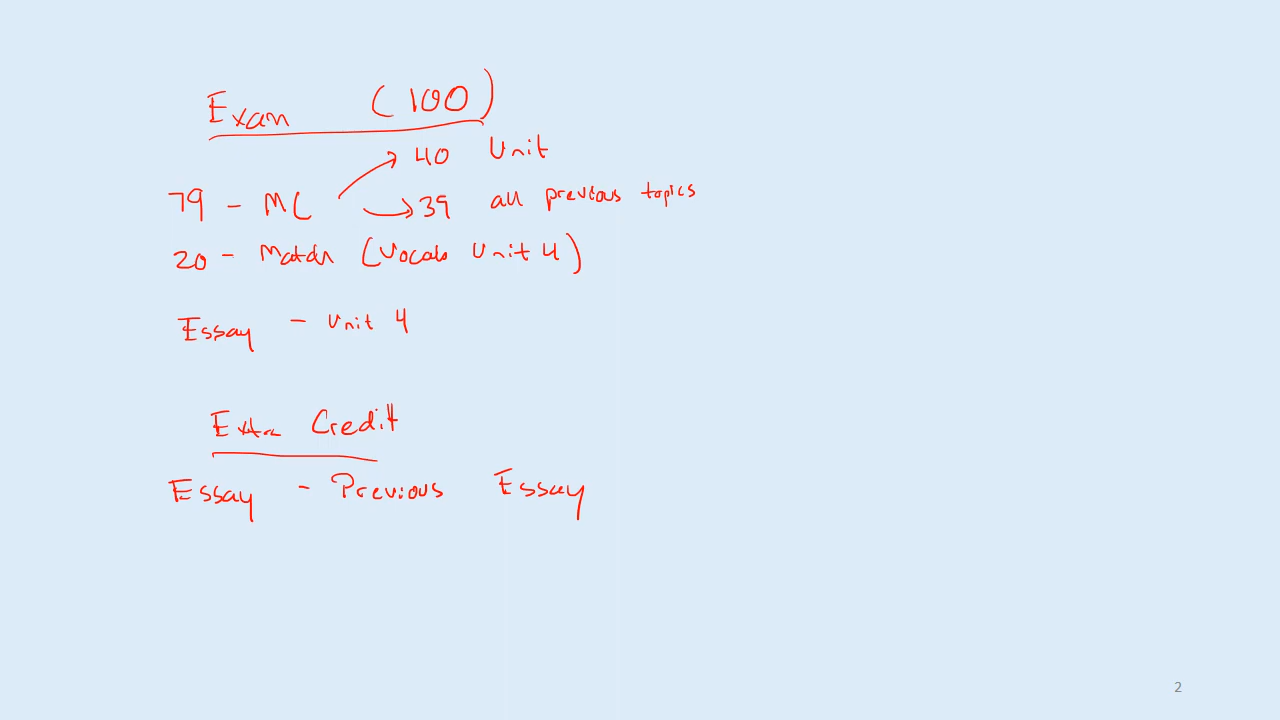 Exam (100)
40 Unit
79 - MC
39 all previous topics
20 - Match (Vocab Unit 4)
Essay - Unit 4
Extra Credit
Essay - Previous Essay
2